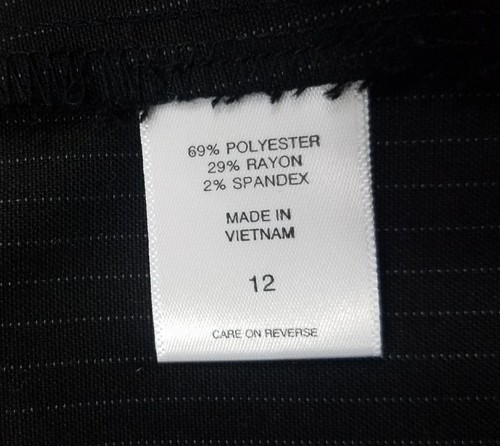 69% POLYESTER
29% RAYON
2% SPANDEX
MADE IN
VIETNAM
12
CARE ON REVERSE